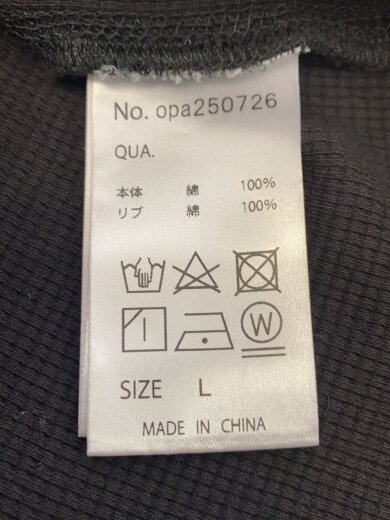 No. opa250726
QUA.
本体 綿 100%
リブ 綿 100%
W
SIZE L
MADE IN CHINA